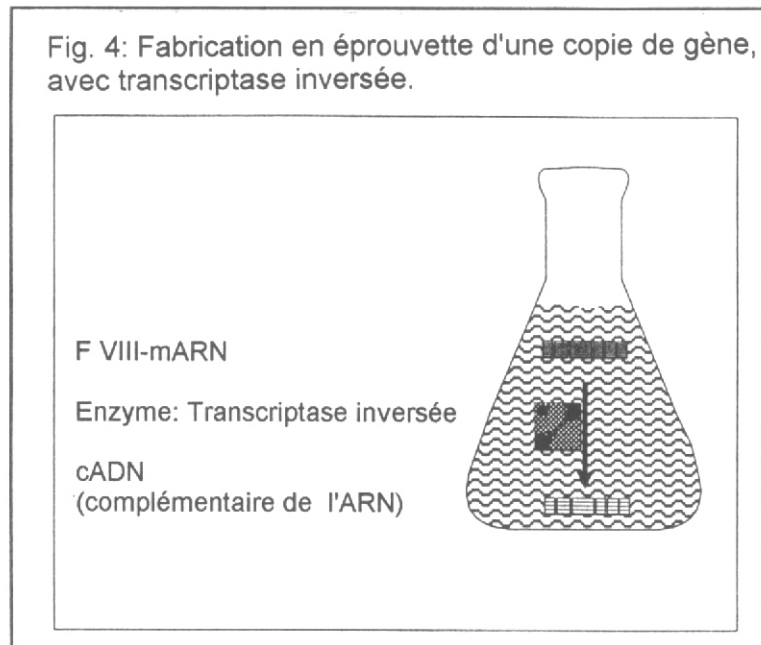 Fig. 4: Fabrication en éprouvette d'une copie de gène,
avec transcriptase inversée.
F VIII-mARN
Enzyme: Transcriptase inversée
cADN
(complémentaire de l'ARN)